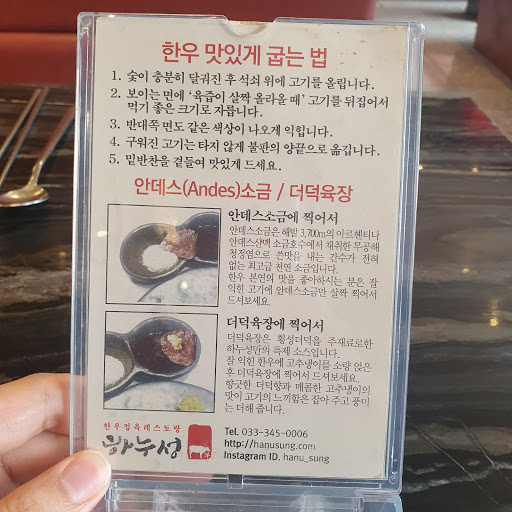 한우 맛있게 굽는 법
1. 숯이 충분히 달궈진 후 석쇠 위에 고기를 올립니다.
2. 보이는 면에 '육즙이 살짝 올라올 때' 고기를 뒤집어서
먹기 좋은 크기로 자릅니다.
3. 반대쪽 면도 같은 색상이 나오게 익힙니다.
4. 구워진 고기는 타지 않게 불판의 양끝으로 옮깁니다.
5. 밑반찬을 곁들여 맛있게 드세요.
안데스(Andes)소금 / 더덕육장
안데스소금에 찍어서
안데스소금은 해발 3,700m의 아르헨티나
안데스산맥 소금호수에서 채취한 무공해
청정염으로 쓴맛을 내는 간수가 전혀
없는 최고급 천연 소금입니다.
한우 본연의 맛을 좋아하시는 분은 잘
익힌 고기에 안데스소금만 살짝 찍어서
드셔보세요.
더덕육장에 찍어서
더덕육장은 횡성더덕을 주재료로한
하누성만의 특제 소스입니다.
잘 익힌 한우에 고추냉이를 소량 얹은
후 더덕육장에 찍어서 드셔보세요.
향긋한 더덕향과 매콤한 고추냉이의
맛이 고기의 느끼함은 잡아 주고 풍미
는 더해 줍니다.
한우정육레스토랑
하누성
Tel. 033-345-0006
http://hanusung.com
Instagram ID. hanu_sung